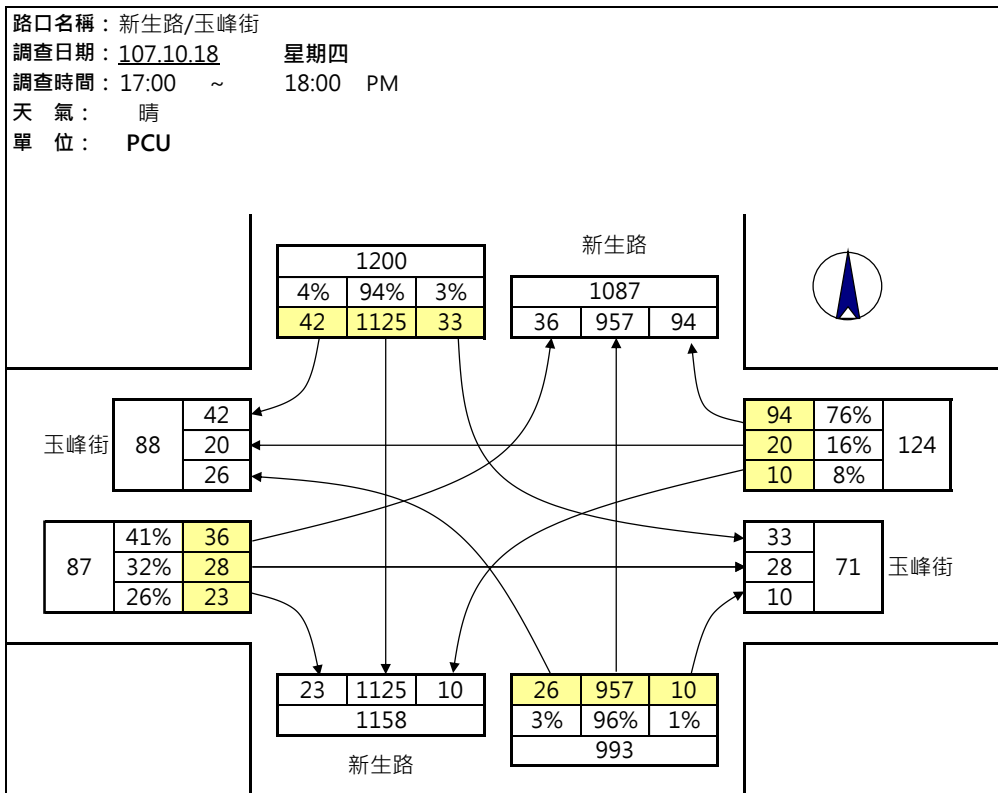 路口名稱：新生路/玉峰街
調查日期：107.10.18 星期四
調查時間：17:00 ~ 18:00 PM
天 氣： 晴
單 位： PCU
新生路
1200
4% 94% 3%
42 1125 33
1087
36 957 94
玉峰街
88
42
20
26
94 76%
20 16%
10 8%
124
87
41% 36
32% 28
26% 23
33
28
10
71
玉峰街
23 1125 10
1158
新生路
26 957 10
3% 96% 1%
993